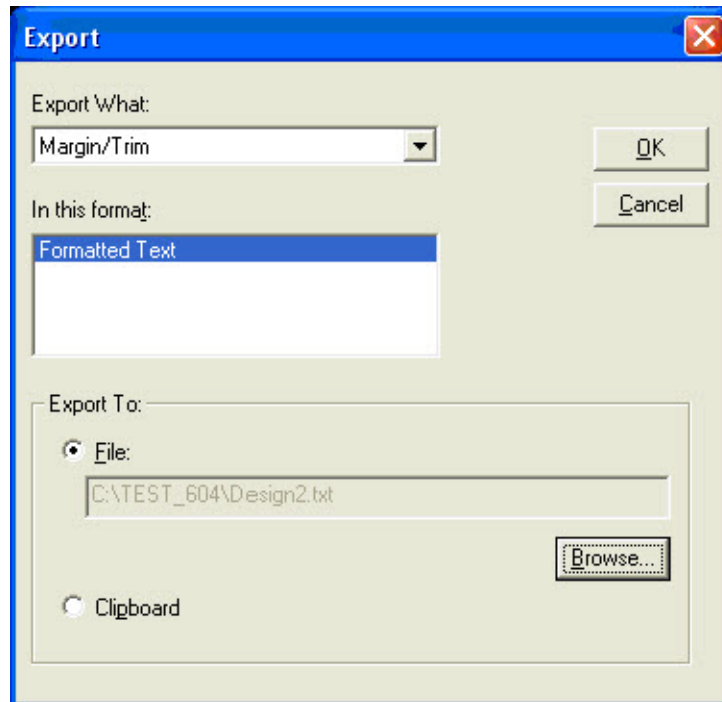 Export
Export What:
Margin/Trim
OK
In this format:
Cancel
Formatted Text
Export To:
File:
C:\TEST_604\Design2.txt
Browse...
Clipboard